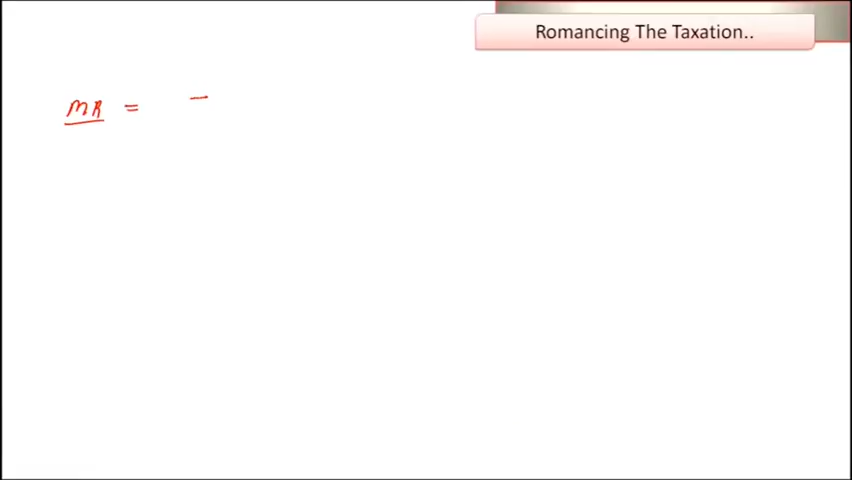 Romancing The Taxation..
MR =